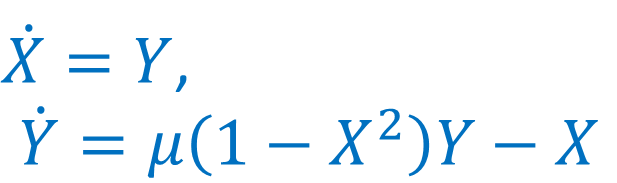 Ẋ = Y,
Ẏ = μ(1 − X²)Y − X